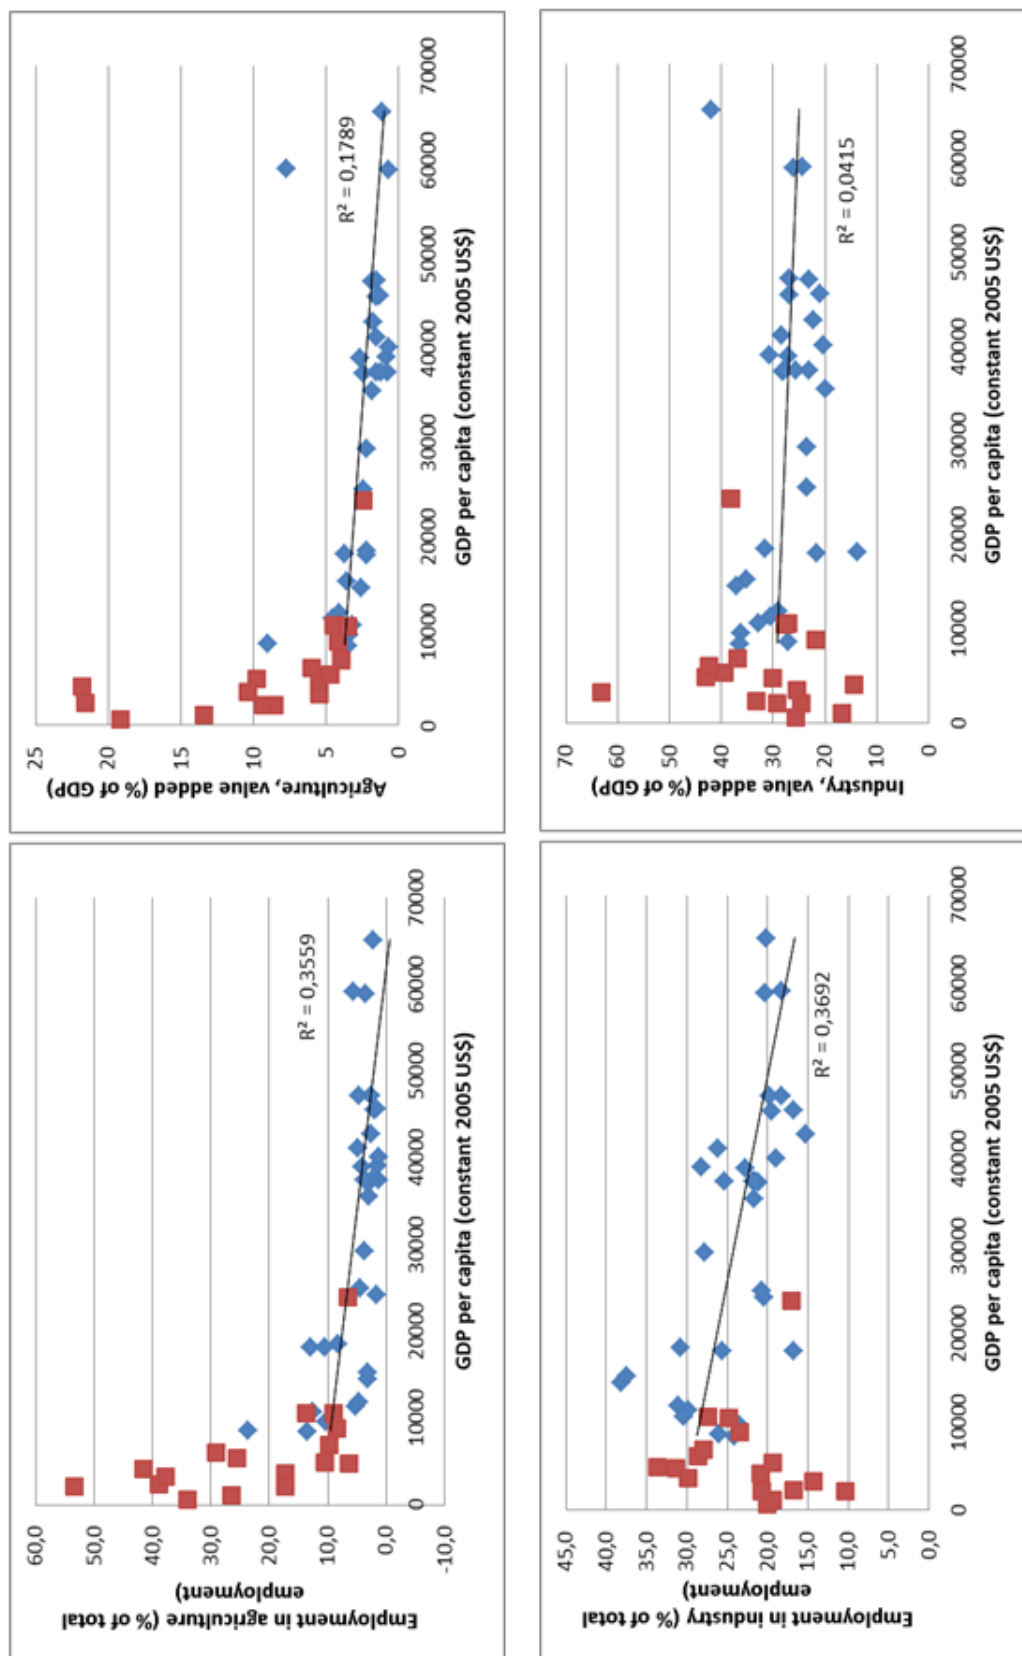 Employment in agriculture (% of total
employment)
60,0
50,0
40,0
30,0
20,0
10,0
0,0
-10,0
R² = 0,3559
0 10000 20000 30000 40000 50000 60000 70000
GDP per capita (constant 2005 US$)
Agriculture, value added (% of GDP)
25
20
15
10
5
0
R² = 0,1789
0 10000 20000 30000 40000 50000 60000 70000
GDP per capita (constant 2005 US$)
Employment in industry (% of total
employment)
45,0
40,0
35,0
30,0
25,0
20,0
15,0
10,0
5,0
0,0
R² = 0,3692
0 10000 20000 30000 40000 50000 60000 70000
GDP per capita (constant 2005 US$)
Industry, value added (% of GDP)
70
60
50
40
30
20
10
0
R² = 0,0415
0 10000 20000 30000 40000 50000 60000 70000
GDP per capita (constant 2005 US$)